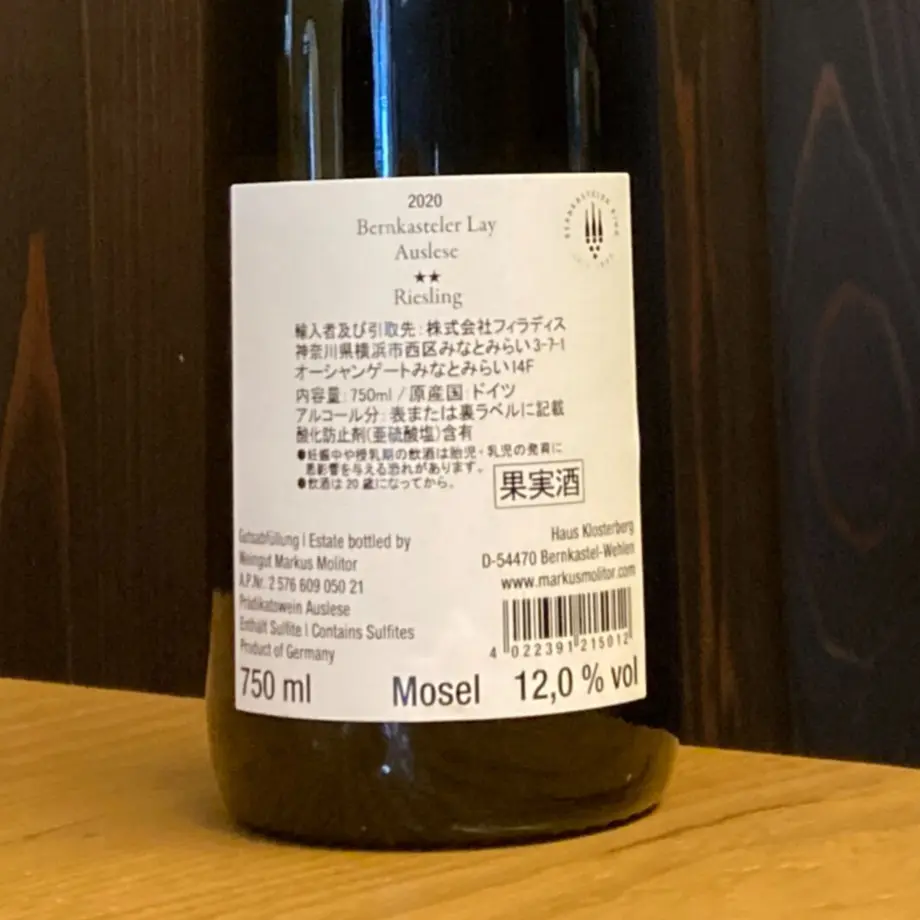 2020
Bernkasteler Lay
Auslese
★★
Riesling
BERNKASTELER RING
輸入者及び引取先:株式会社フィラディス
神奈川県横浜市西区みなとみらい3-7-1
オーシャンゲートみなとみらい14F
内容量:750ml / 原産国:ドイツ
アルコール分:表または裏ラベルに記載
酸化防止剤(亜硫酸塩)含有
●妊娠中や授乳期の飲酒は胎児・乳児の発育に
悪影響を与える恐れがあります。
●飲酒は20歳になってから。
果実酒
Gutsabfüllung | Estate bottled by
Weingut Markus Molitor
A.P.Nr. 2 576 609 050 21
Prädikatswein Auslese
Enthält Sulfite | Contains Sulfites
Product of Germany
Haus Klosterberg
D-54470 Bernkastel-Wehlen
www.markusmolitor.com
4 022391 215012
750 ml
Mosel
12,0 % vol